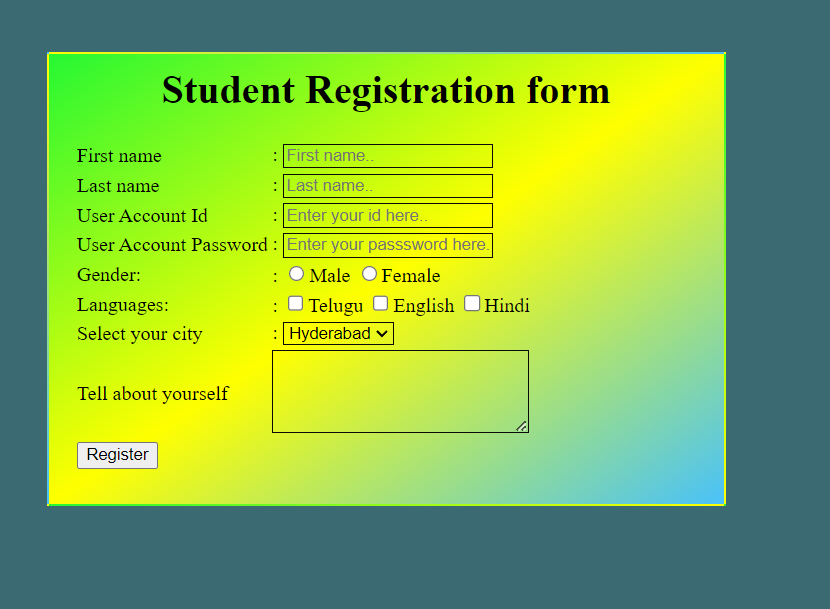 Student Registration form
First name : First name..
Last name : Last name..
User Account Id : Enter your id here..
User Account Password : Enter your passsword here.
Gender: : Male Female
Languages: : Telugu English Hindi
Select your city : Hyderabad
Tell about yourself
Register